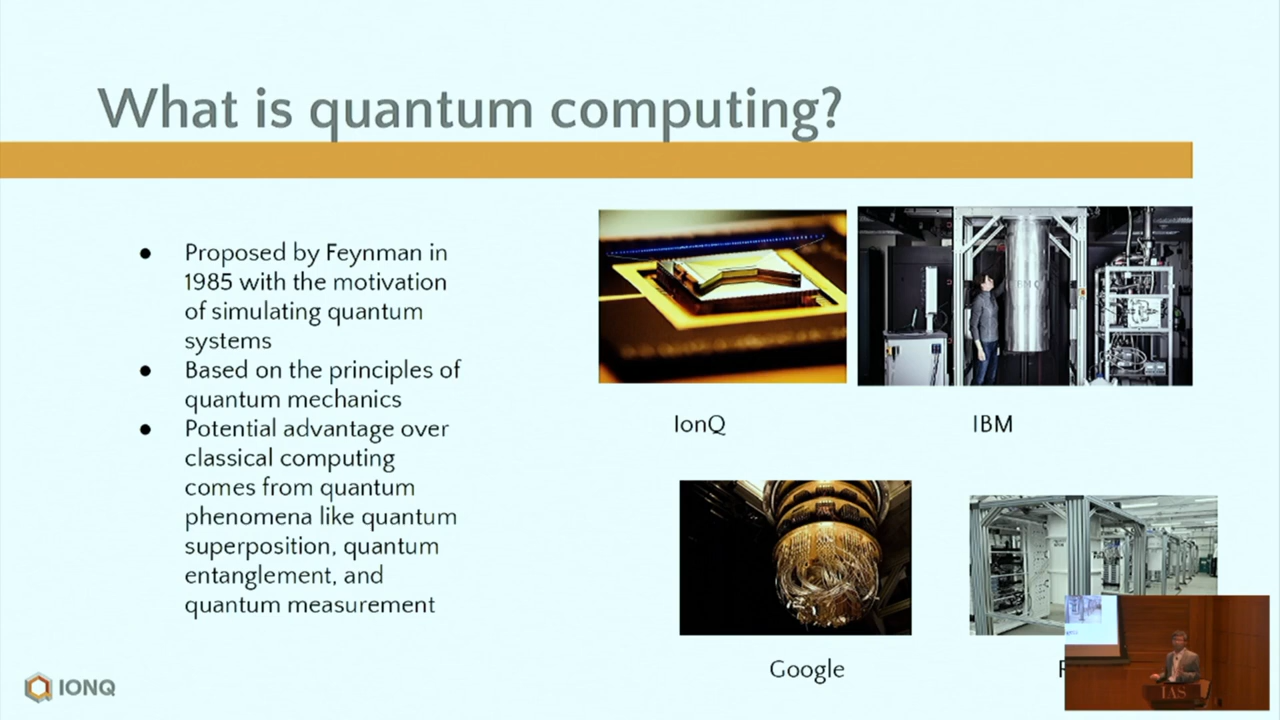 What is quantum computing?
● Proposed by Feynman in
1985 with the motivation
of simulating quantum
systems
● Based on the principles of
quantum mechanics
● Potential advantage over
classical computing
comes from quantum
phenomena like quantum
superposition, quantum
entanglement, and
quantum measurement
IonQ
IBM
Google
IONQ
IAS